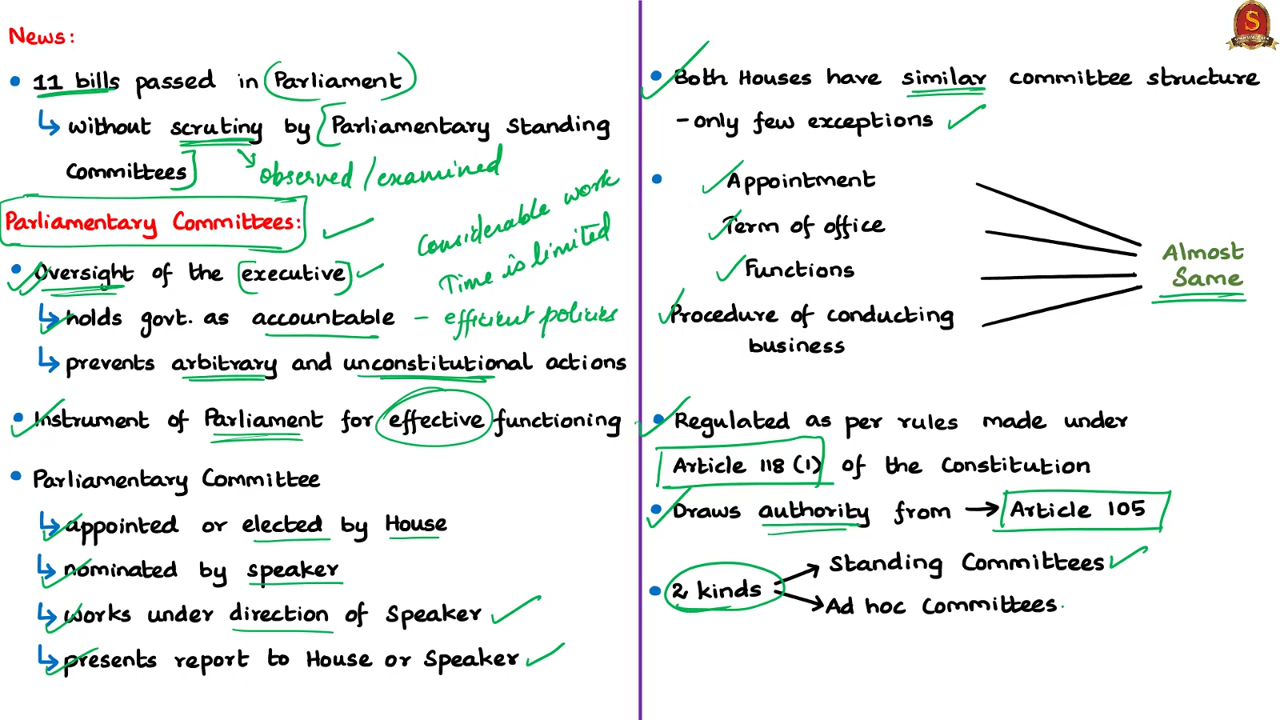 News:
• 11 bills passed in (Parliament)
↳ without scrutiny by [Parliamentary Standing
Committees]
observed / examined
Parliamentary Committees:
Considerable work
Time is limited
• Oversight of the [executive]
↳ holds govt. as accountable – efficient policies
↳ prevents arbitrary and unconstitutional actions
• Instrument of Parliament for effective functioning
• Parliamentary Committee
↳ appointed or elected by House
↳ nominated by speaker
↳ works under direction of Speaker
↳ presents report to House or Speaker
S
• Both Houses have similar committee structure
- only few exceptions
• Appointment
Term of office
Functions
Procedure of conducting
business
Almost
Same
• Regulated as per rules made under
Article 118 (1) of the Constitution
• Draws authority from → Article 105
• 2 kinds → Standing Committees
→ Ad hoc Committees